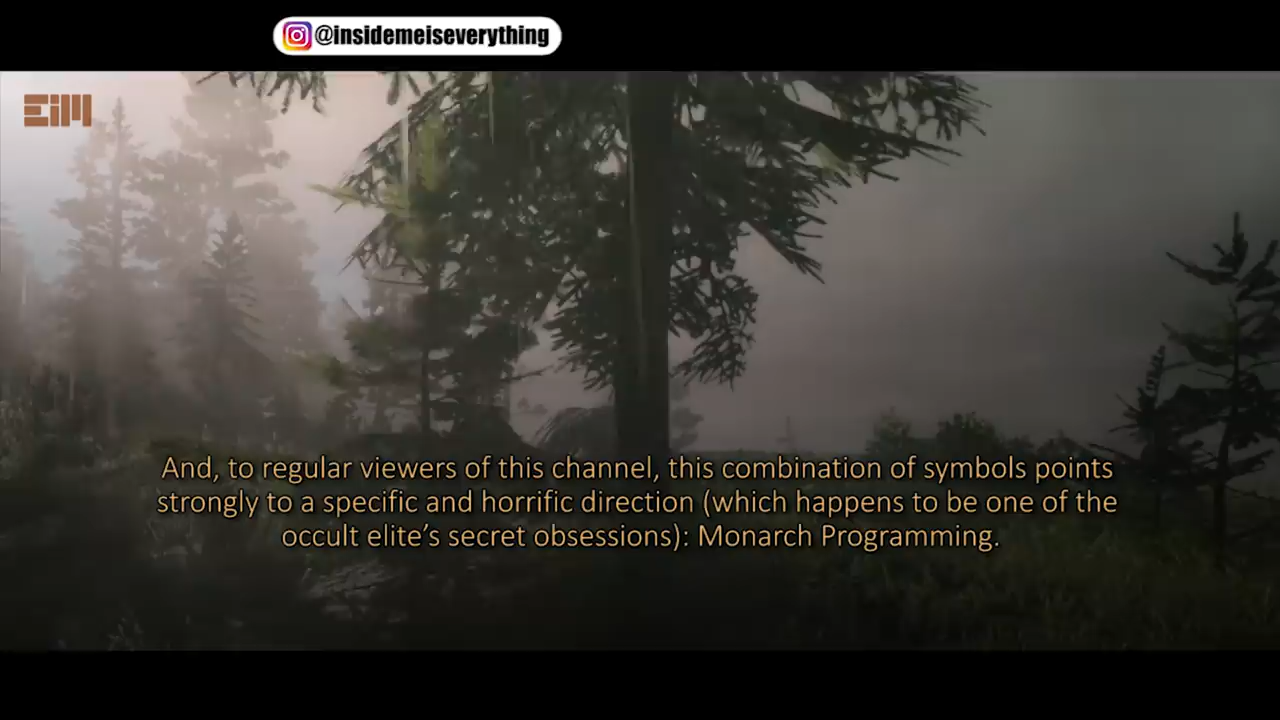 @insidemeiseverything
EiM
And, to regular viewers of this channel, this combination of symbols points
strongly to a specific and horrific direction (which happens to be one of the
occult elite’s secret obsessions): Monarch Programming.